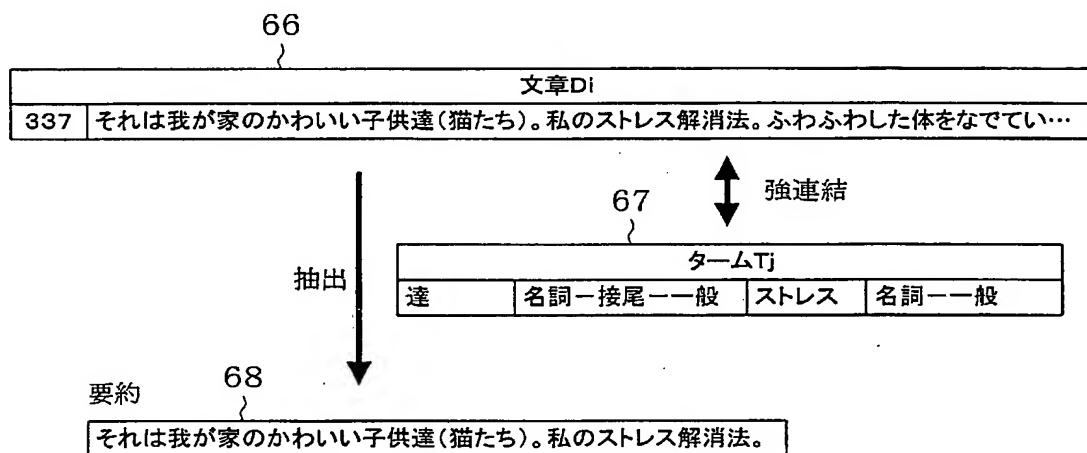 66
文章Di
337 それは我が家のかわいい子供達(猫たち)。私のストレス解消法。ふわふわした体をなでてい…
強連結
67
タームTj
達 名詞-接尾-一般 ストレス 名詞-一般
抽出
68
要約
それは我が家のかわいい子供達(猫たち)。私のストレス解消法。